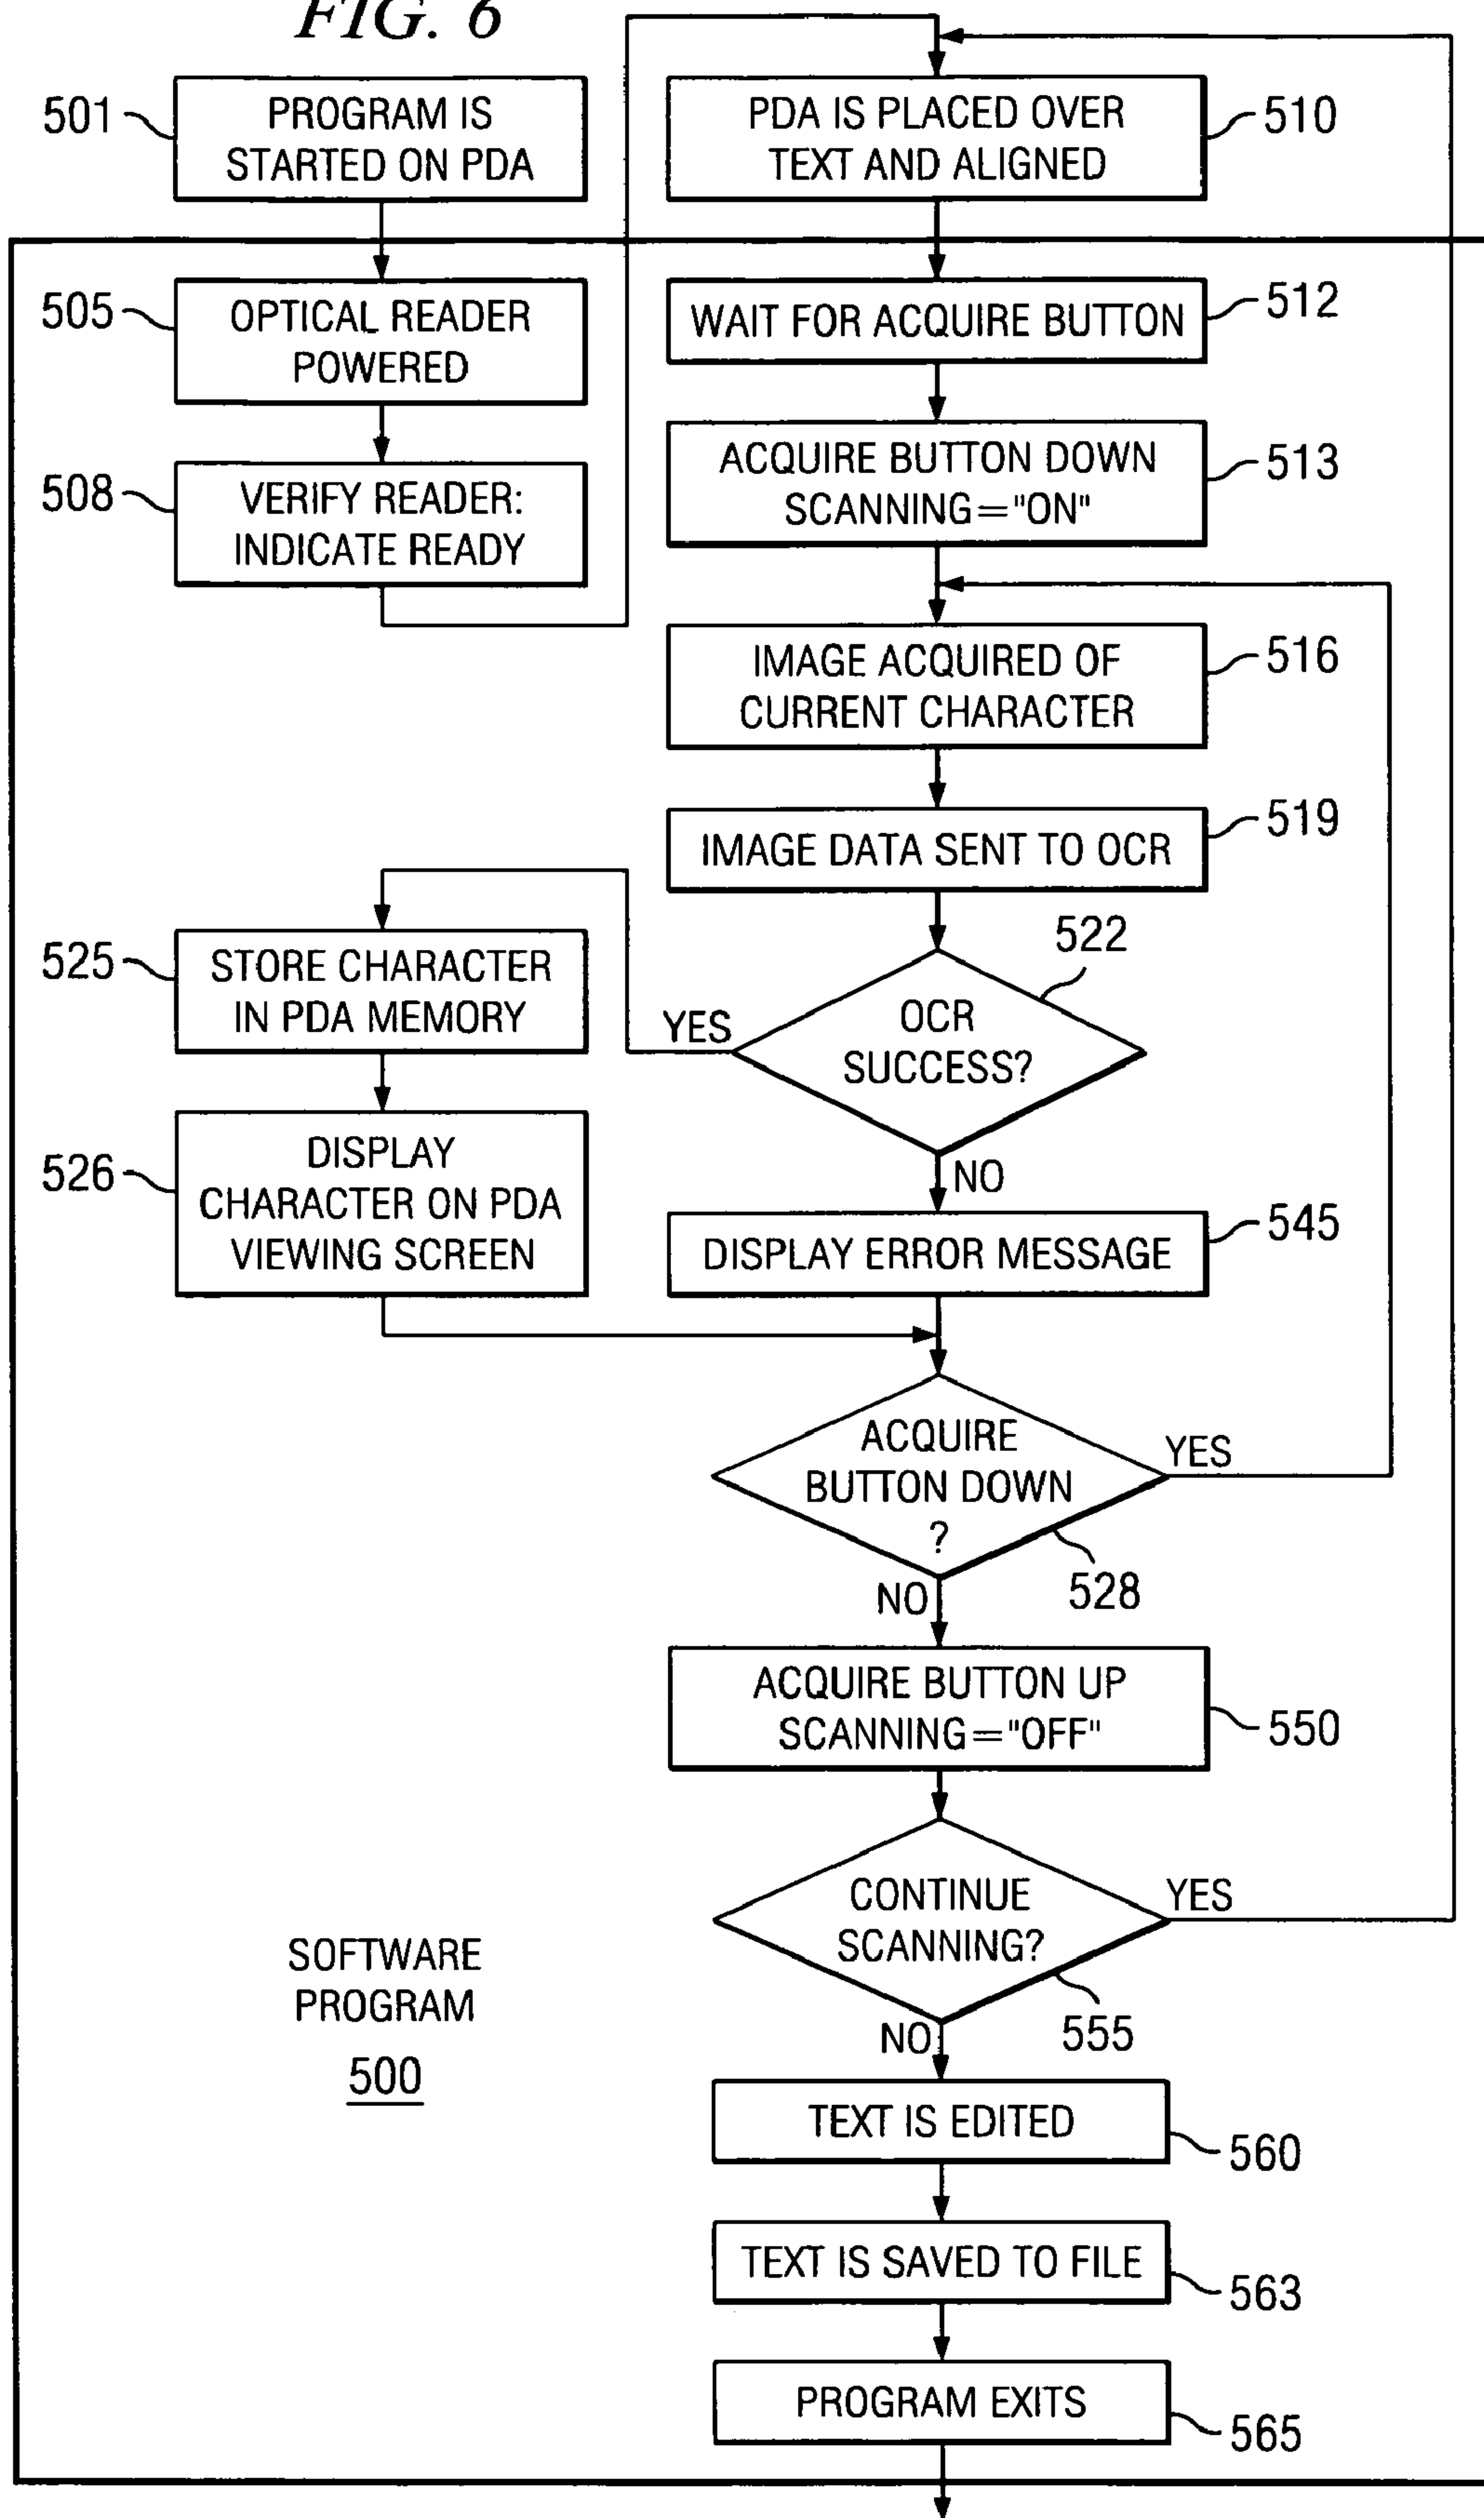 FIG. 6
501
PROGRAM IS
STARTED ON PDA
505
OPTICAL READER
POWERED
508
VERIFY READER:
INDICATE READY
PDA IS PLACED OVER
TEXT AND ALIGNED
510
WAIT FOR ACQUIRE BUTTON
512
ACQUIRE BUTTON DOWN
SCANNING="ON"
513
IMAGE ACQUIRED OF
CURRENT CHARACTER
516
IMAGE DATA SENT TO OCR
519
522
OCR
SUCCESS?
YES
NO
525
STORE CHARACTER
IN PDA MEMORY
526
DISPLAY
CHARACTER ON PDA
VIEWING SCREEN
DISPLAY ERROR MESSAGE
545
ACQUIRE
BUTTON DOWN
?
YES
NO
528
ACQUIRE BUTTON UP
SCANNING="OFF"
550
CONTINUE
SCANNING?
YES
NO
555
SOFTWARE
PROGRAM
500
TEXT IS EDITED
560
TEXT IS SAVED TO FILE
563
PROGRAM EXITS
565